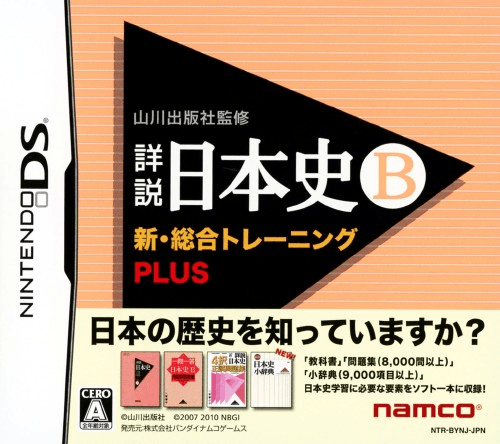 NINTENDO DS
TM
山川出版社監修
詳説 日本史B
新・総合トレーニング
PLUS
日本の歴史を知っていますか?
NEW!
「教科書」「問題集(8,000問以上)」
「小辞典(9,000項目以上)」
日本史学習に必要な要素をソフト一本に収録!
CERO
A
全年齢対象
©山川出版社 ©2007 2010 NBGI
発売元:株式会社バンダイナムコゲームス
namco®
NTR-BYNJ-JPN